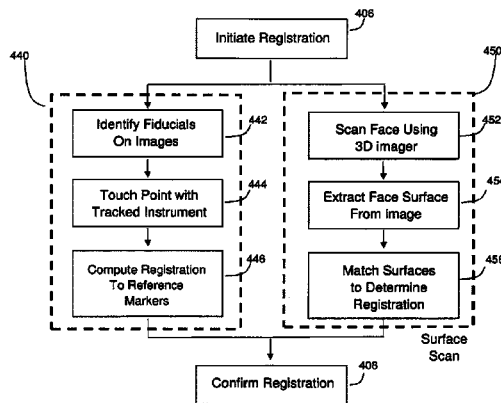 406
Initiate Registration
440
450
Identify Fiducials
On Images
442
Touch Point with
Tracked Instrument
444
Compute Registration
To Reference
Markers
446
Scan Face Using
3D imager
452
Extract Face Surface
From image
454
Match Surfaces
to Determine
Registration
456
Surface
Scan
Confirm Registration
408